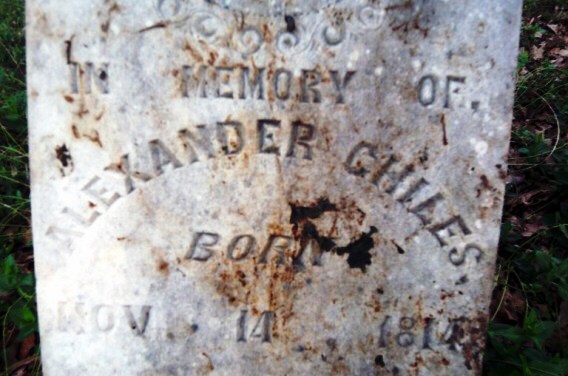 IN MEMORY OF.
ALEXANDER CHILES.
BORN
NOV. 14. 1814